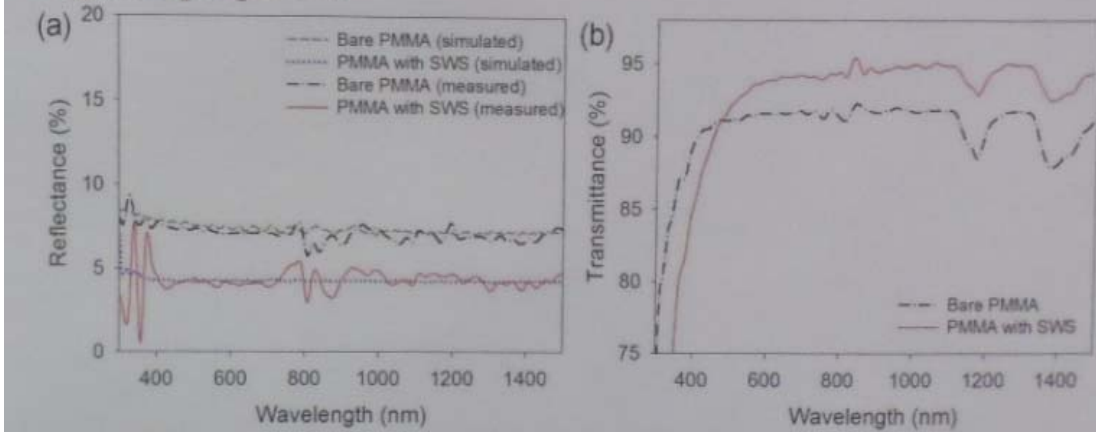 (a)
20
15
10
5
0
Reflectance (%)
Bare PMMA (simulated)
PMMA with SWS (simulated)
Bare PMMA (measured)
PMMA with SWS (measured)
400 600 800 1000 1200 1400
Wavelength (nm)
(b)
95
90
85
80
75
Transmittance (%)
Bare PMMA
PMMA with SWS
400 600 800 1000 1200 1400
Wavelength (nm)